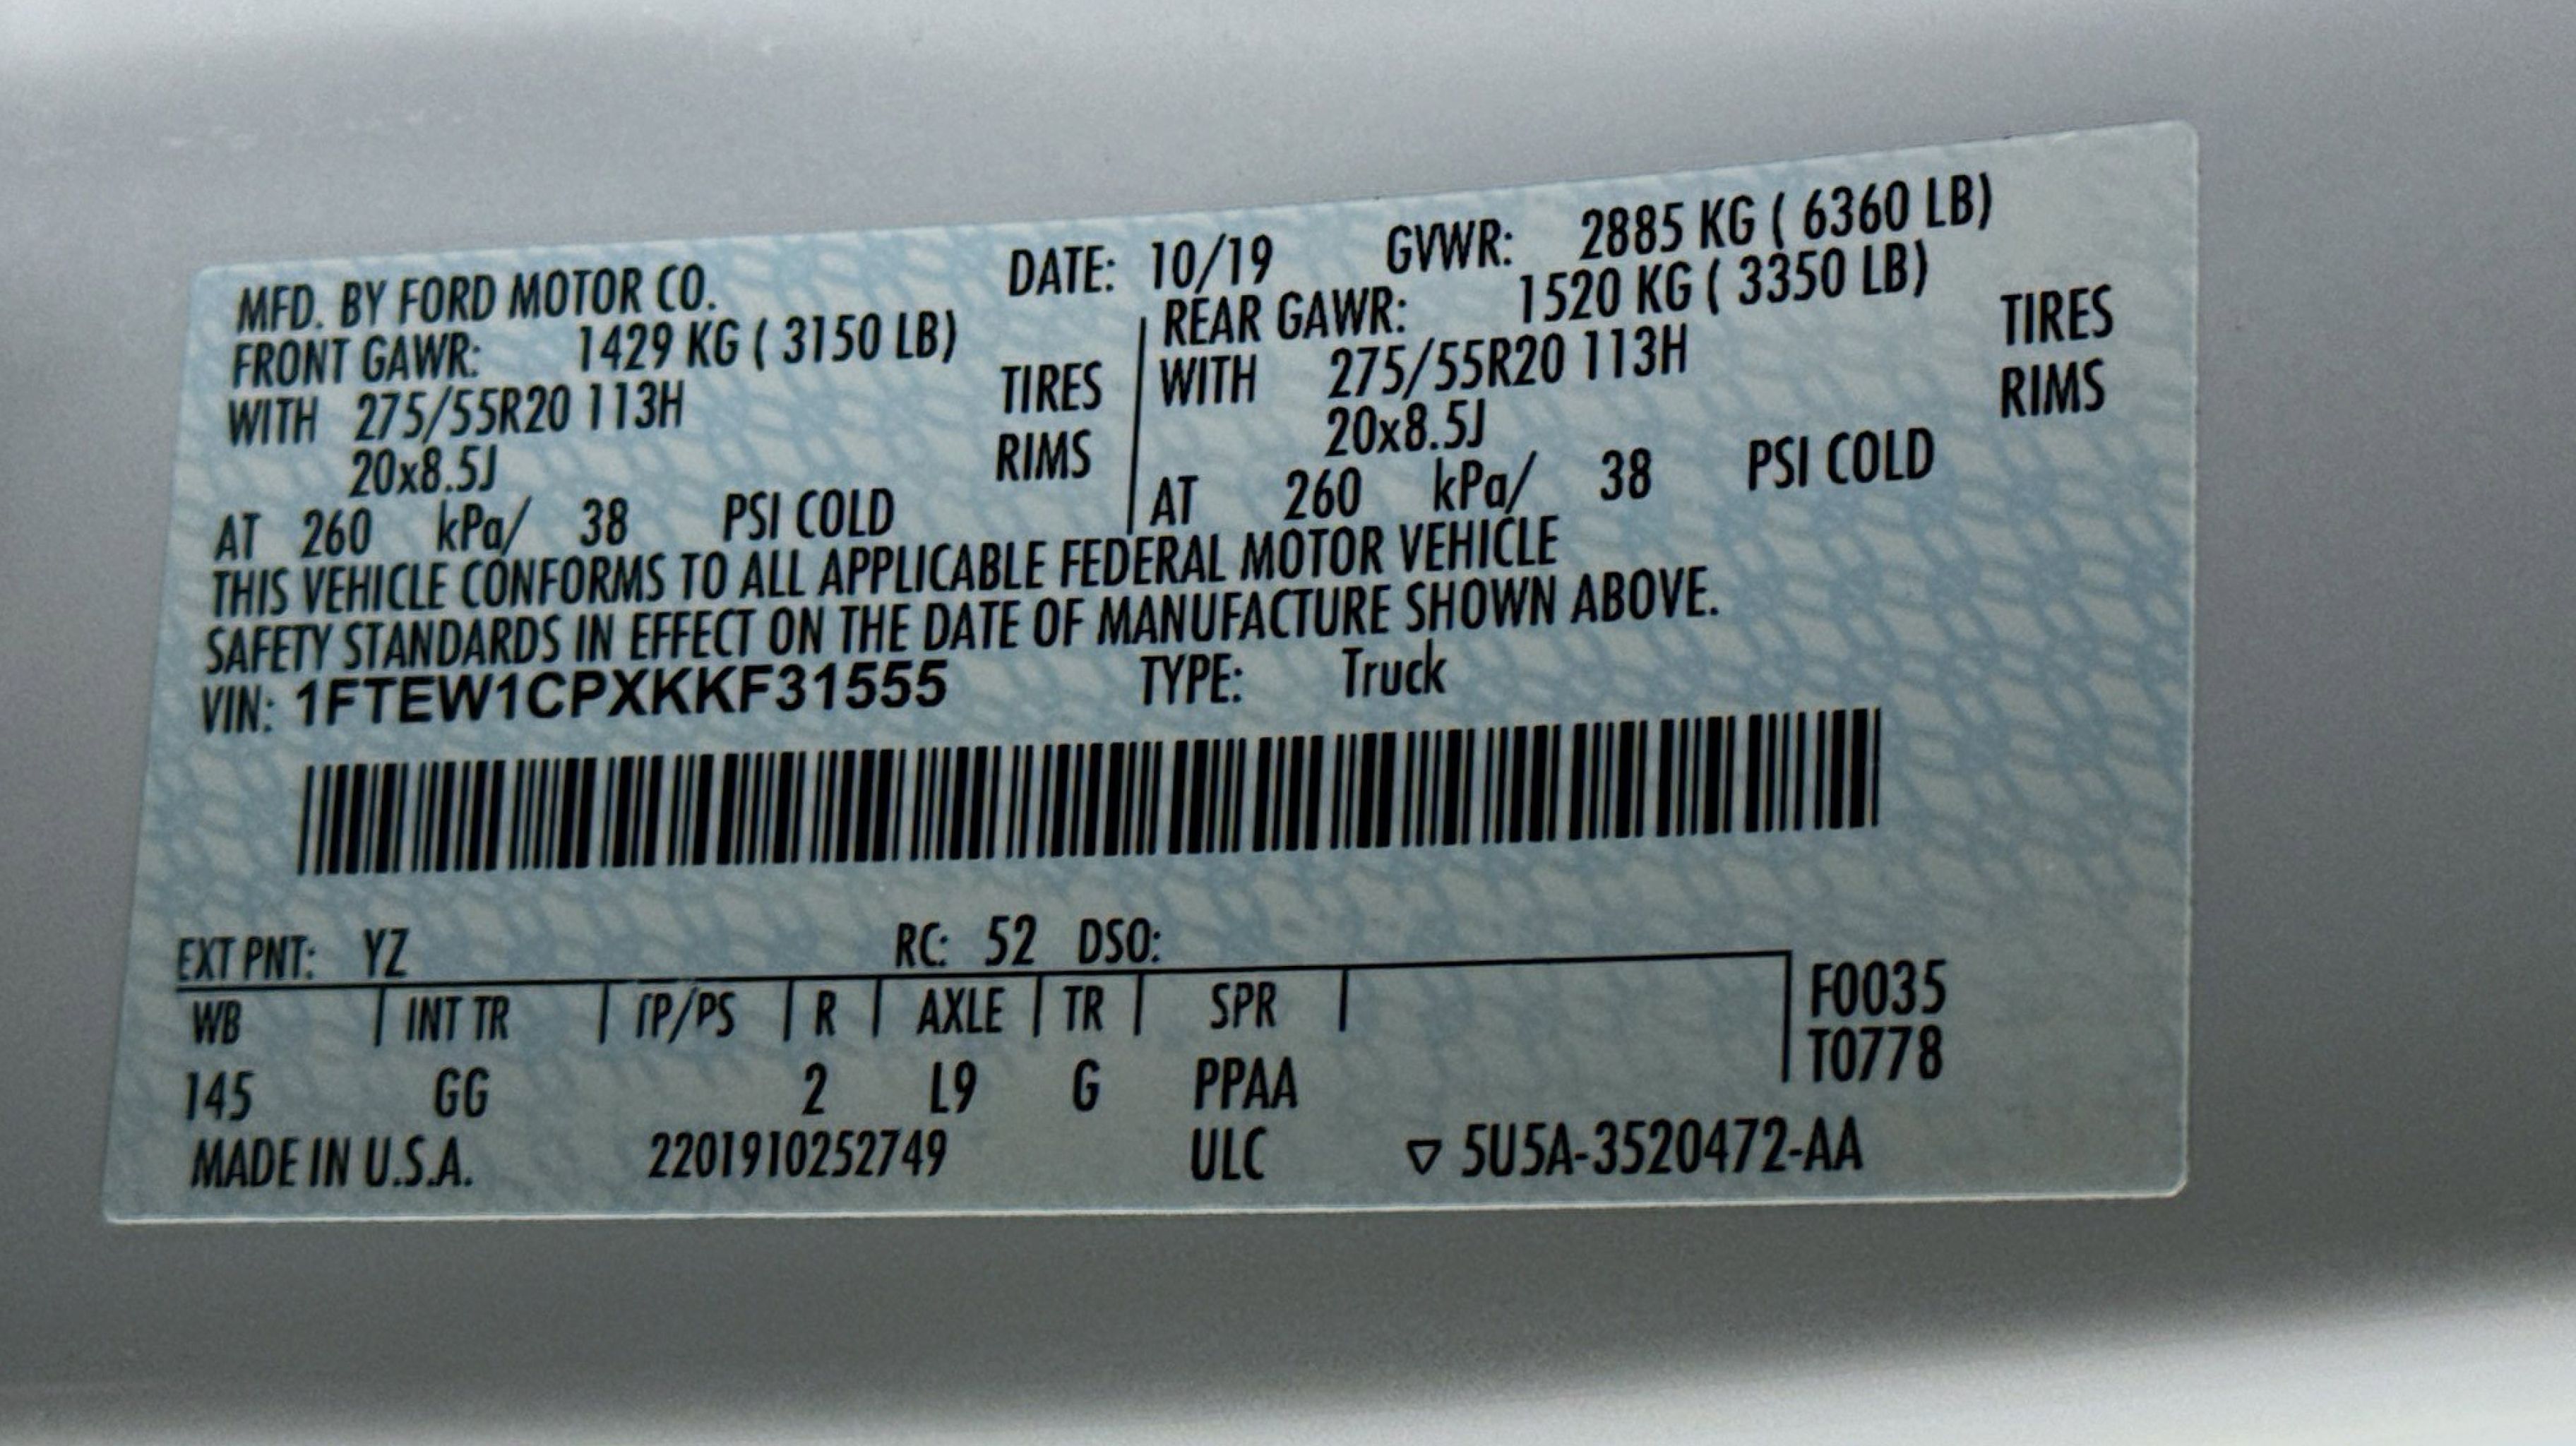 MFD. BY FORD MOTOR CO. DATE: 10/19 GVWR: 2885 KG ( 6360 LB)
FRONT GAWR: 1429 KG ( 3150 LB) REAR GAWR: 1520 KG ( 3350 LB)
WITH 275/55R20 113H TIRES WITH 275/55R20 113H TIRES
20x8.5J RIMS 20x8.5J RIMS
AT 260 kPa/ 38 PSI COLD AT 260 kPa/ 38 PSI COLD
THIS VEHICLE CONFORMS TO ALL APPLICABLE FEDERAL MOTOR VEHICLE
SAFETY STANDARDS IN EFFECT ON THE DATE OF MANUFACTURE SHOWN ABOVE.
VIN: 1FTEW1CPXKKF31555 TYPE: Truck
EXT PNT: YZ RC: 52 DSO:
WB INT TR TP/PS R AXLE TR SPR F0035
T0778
145 GG 2 L9 G PPAA
MADE IN U.S.A. 2201910252749 ULC ▽ 5U5A-3520472-AA